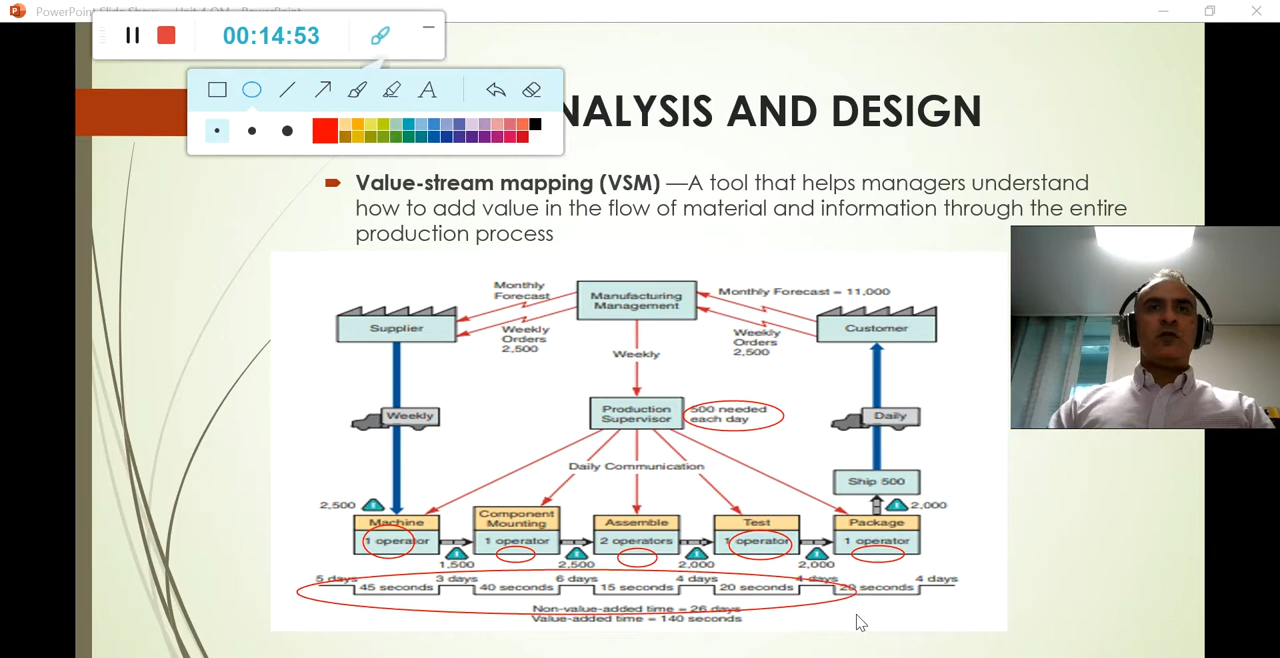 PowerPoint Slide Show - Unit 4 OM - PowerPoint
00:14:53
A
NALYSIS AND DESIGN
Value-stream mapping (VSM) —A tool that helps managers understand
how to add value in the flow of material and information through the entire
production process
Monthly
Forecast
Manufacturing
Management
Monthly Forecast = 11,000
Supplier
Customer
Weekly
Orders
2,500
Weekly
Orders
2,500
Weekly
Production
Supervisor
500 needed
each day
Weekly
Daily
Daily Communication
Ship 500
2,500
2,000
Machine
Component
Mounting
Assemble
Test
Package
1 operator
1 operator
2 operators
1 operator
1 operator
1,500
2,500
2,000
2,000
5 days
3 days
6 days
4 days
4 days
4 days
45 seconds
40 seconds
15 seconds
20 seconds
20 seconds
Non-value-added time = 26 days
Value-added time = 140 seconds